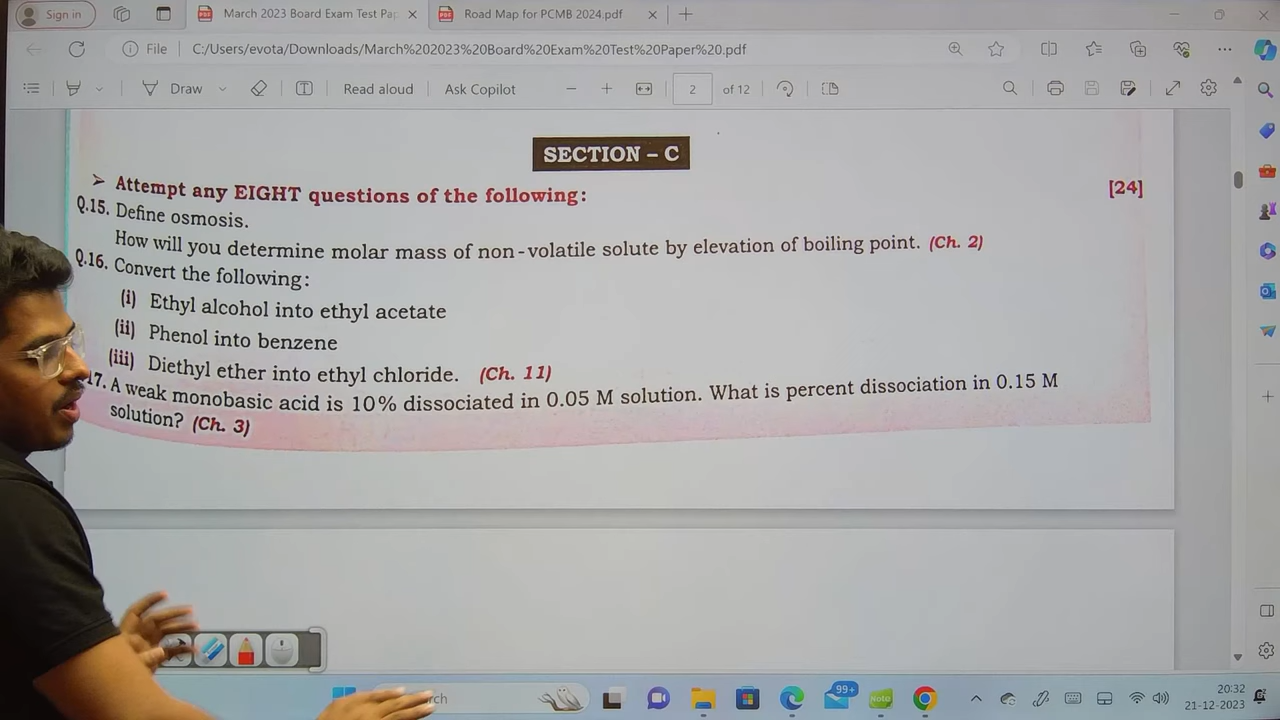 Sign in
March 2023 Board Exam Test Pap
Road Map for PCMB 2024.pdf
File
C:/Users/evota/Downloads/March%202023%20Board%20Exam%20Test%20Paper%20.pdf
Draw
Read aloud
Ask Copilot
2
of 12
SECTION – C
➢ Attempt any EIGHT questions of the following: [24]
Q.15. Define osmosis.
How will you determine molar mass of non-volatile solute by elevation of boiling point. (Ch. 2)
Q.16. Convert the following:
(i) Ethyl alcohol into ethyl acetate
(ii) Phenol into benzene
(iii) Diethyl ether into ethyl chloride. (Ch. 11)
17. A weak monobasic acid is 10% dissociated in 0.05 M solution. What is percent dissociation in 0.15 M
solution? (Ch. 3)
99+
Note
20:32
21-12-2023